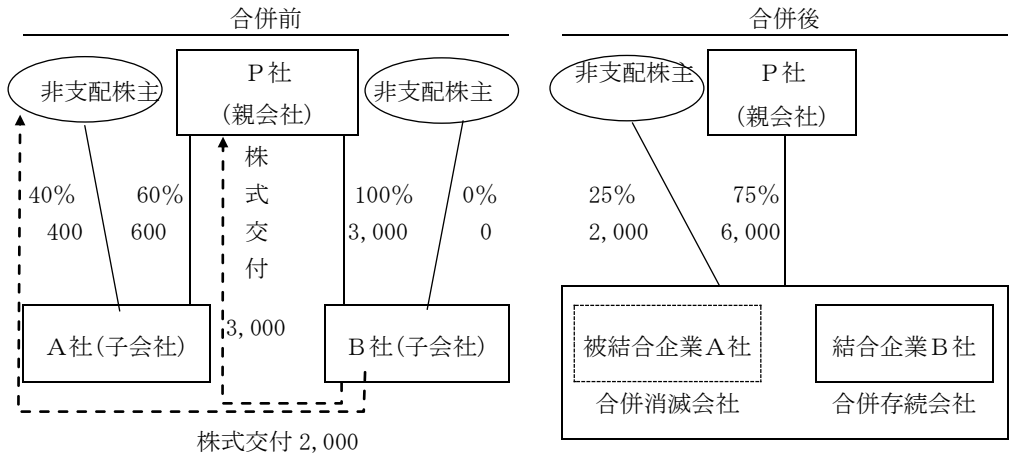 合併前
非支配株主
P社
(親会社)
非支配株主
株式交付
40% 60%
400 600
100% 0%
3,000 0
3,000
A社(子会社)
B社(子会社)
株式交付 2,000
合併後
非支配株主
P社
(親会社)
25% 75%
2,000 6,000
被結合企業A社
結合企業B社
合併消滅会社
合併存続会社